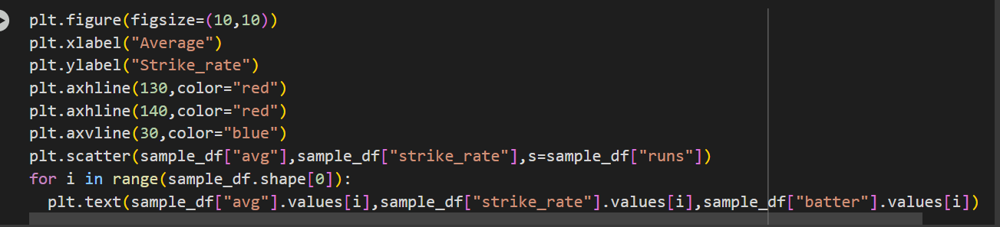 plt.figure(figsize=(10,10))
plt.xlabel("Average")
plt.ylabel("Strike_rate")
plt.axhline(130,color="red")
plt.axhline(140,color="red")
plt.axvline(30,color="blue")
plt.scatter(sample_df["avg"],sample_df["strike_rate"],s=sample_df["runs"])
for i in range(sample_df.shape[0]):
  plt.text(sample_df["avg"].values[i],sample_df["strike_rate"].values[i],sample_df["batter"].values[i])